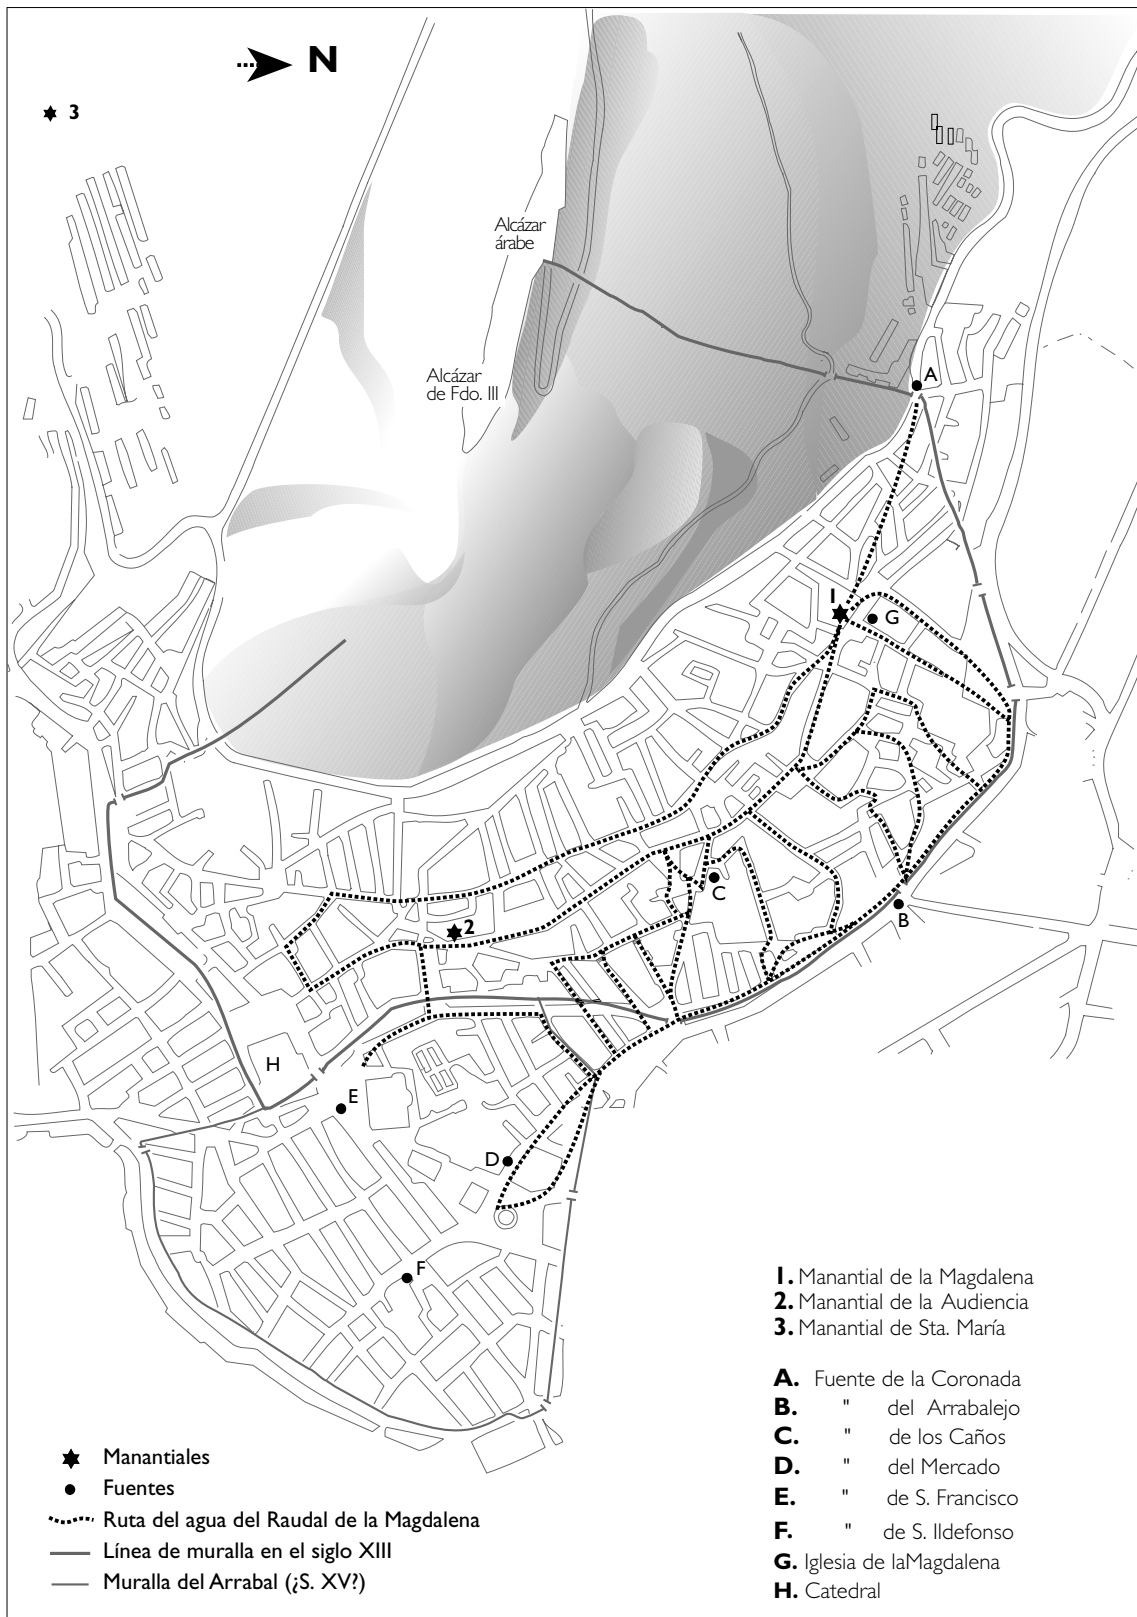 N
3
Alcázar
árabe
Alcázar
de Fdo. III
A
1
G
C
B
2
H
E
D
F
1. Manantial de la Magdalena
2. Manantial de la Audiencia
3. Manantial de Sta. María
A. Fuente de la Coronada
B. " del Arrabalejo
C. " de los Caños
D. " del Mercado
E. " de S. Francisco
F. " de S. Ildefonso
G. Iglesia de laMagdalena
H. Catedral
Manantiales
Fuentes
Ruta del agua del Raudal de la Magdalena
Línea de muralla en el siglo XIII
Muralla del Arrabal (¿S. XV?)